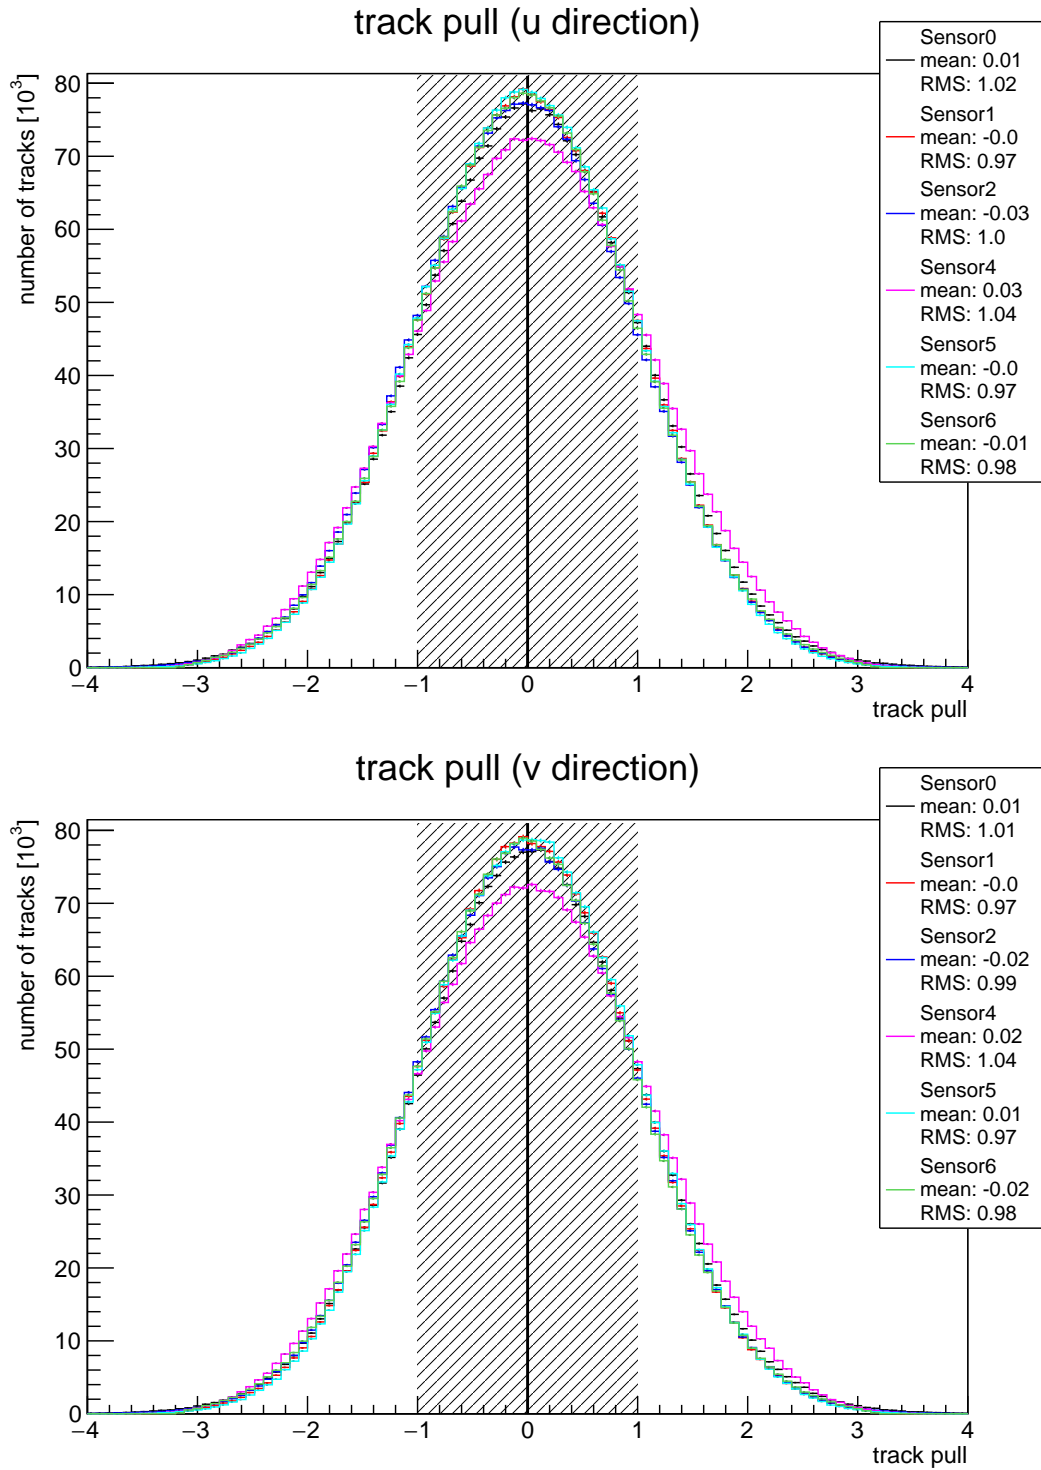 track pull (u direction)
number of tracks [10³]
80
70
60
50
40
30
20
10
0
−4 −3 −2 −1 0 1 2 3 4
track pull
Sensor0
mean: 0.01
RMS: 1.02
Sensor1
mean: -0.0
RMS: 0.97
Sensor2
mean: -0.03
RMS: 1.0
Sensor4
mean: 0.03
RMS: 1.04
Sensor5
mean: -0.0
RMS: 0.97
Sensor6
mean: -0.01
RMS: 0.98
track pull (v direction)
number of tracks [10³]
80
70
60
50
40
30
20
10
0
−4 −3 −2 −1 0 1 2 3 4
track pull
Sensor0
mean: 0.01
RMS: 1.01
Sensor1
mean: -0.0
RMS: 0.97
Sensor2
mean: -0.02
RMS: 0.99
Sensor4
mean: 0.02
RMS: 1.04
Sensor5
mean: 0.01
RMS: 0.97
Sensor6
mean: -0.02
RMS: 0.98